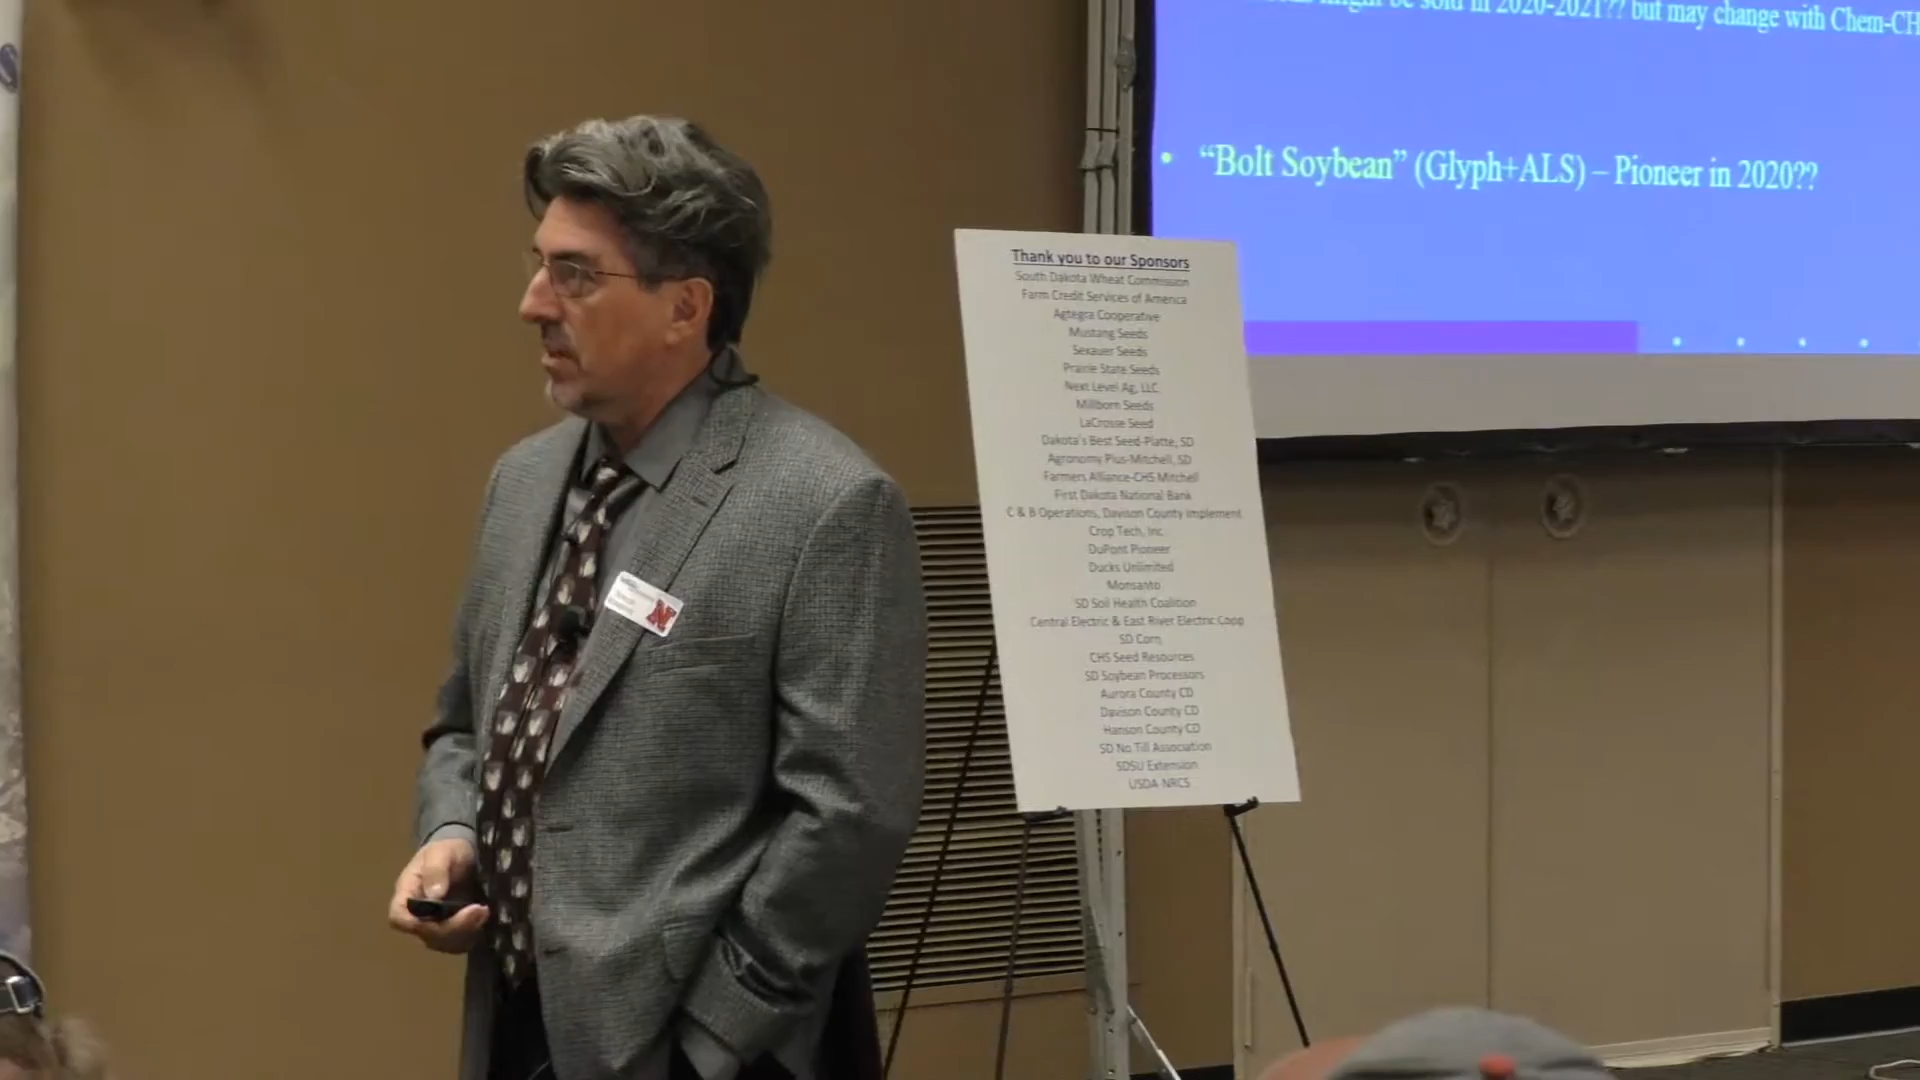 might be sold in 2020-2021?? but may change with Chem-CH
• “Bolt Soybean” (Glyph+ALS) – Pioneer in 2020??
Thank you to our Sponsors
South Dakota Wheat Commission
Farm Credit Services of America
Agtegra Cooperative
Mustang Seeds
Sexauer Seeds
Prairie State Seeds
Next Level Ag, LLC.
Millborn Seeds
LaCrosse Seed
Dakota's Best Seed-Platte, SD
Agronomy Plus-Mitchell, SD
Farmers Alliance-CHS Mitchell
First Dakota National Bank
C & B Operations, Davison County Implement
Crop Tech, Inc.
DuPont Pioneer
Ducks Unlimited
Monsanto
SD Soil Health Coalition
Central Electric & East River Electric Copp
SD Corn
CHS Seed Resources
SD Soybean Processors
Aurora County CD
Davison County CD
Hanson County CD
SD No Till Association
SDSU Extension
USDA-NRCS
N